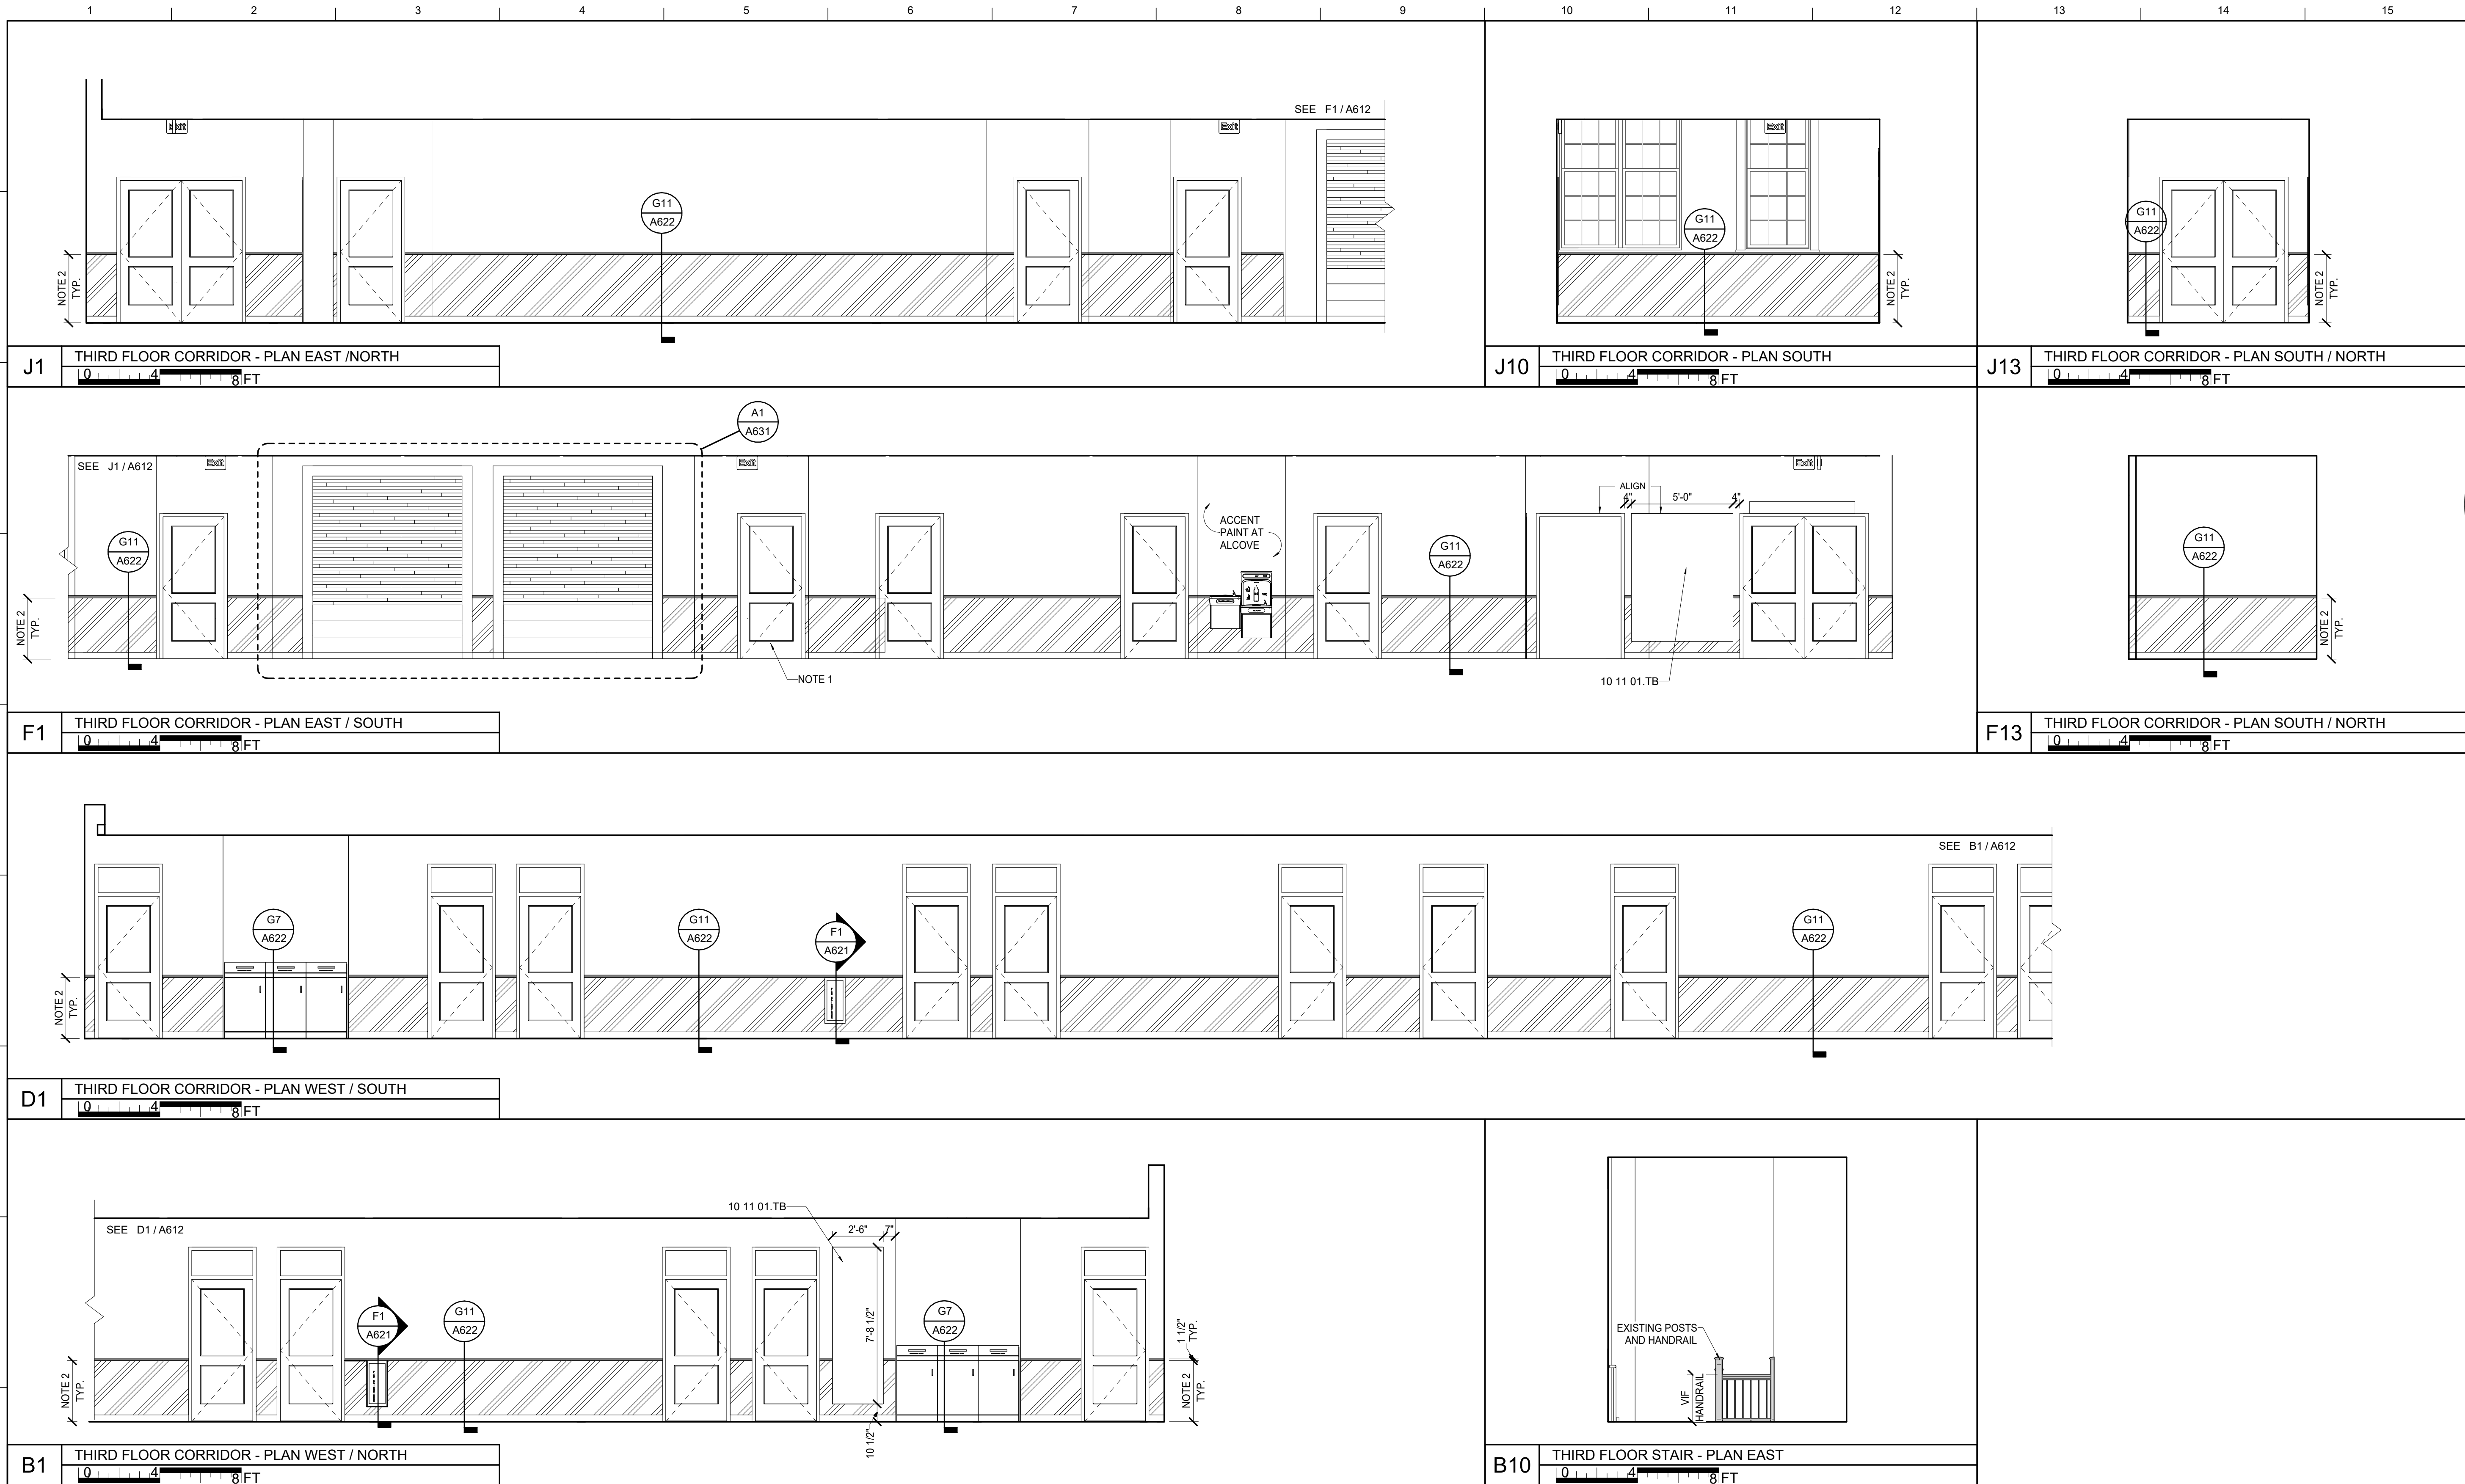 1 2 3 4 5 6 7 8 9 10 11 12 13 14 15
SEE F1 / A612
Exit
Exit
G11
A622
NOTE 2
TYP.
J1
THIRD FLOOR CORRIDOR - PLAN EAST /NORTH
0 4 8 FT
Exit
G11
A622
NOTE 2
TYP.
J10
THIRD FLOOR CORRIDOR - PLAN SOUTH
0 4 8 FT
G11
A622
NOTE 2
TYP.
J13
THIRD FLOOR CORRIDOR - PLAN SOUTH / NORTH
0 4 8 FT
A1
A631
SEE J1 / A612
Exit
Exit
Exit
G11
A622
NOTE 2
TYP.
NOTE 1
ACCENT
PAINT AT
ALCOVE
G11
A622
ALIGN
4" 5'-0" 4"
10 11 01.TB
F1
THIRD FLOOR CORRIDOR - PLAN EAST / SOUTH
0 4 8 FT
G11
A622
NOTE 2
TYP.
F13
THIRD FLOOR CORRIDOR - PLAN SOUTH / NORTH
0 4 8 FT
SEE B1 / A612
G7
A622
G11
A622
F1
A621
G11
A622
NOTE 2
TYP.
D1
THIRD FLOOR CORRIDOR - PLAN WEST / SOUTH
0 4 8 FT
SEE D1 / A612
10 11 01.TB
2'-6" 7"
F1
A621
G11
A622
7'-8 1/2"
G7
A622
1 1/2"
TYP.
NOTE 2
TYP.
NOTE 2
TYP.
10 1/2"
B1
THIRD FLOOR CORRIDOR - PLAN WEST / NORTH
0 4 8 FT
EXISTING POSTS
AND HANDRAIL
VIF
HANDRAIL
B10
THIRD FLOOR STAIR - PLAN EAST
0 4 8 FT